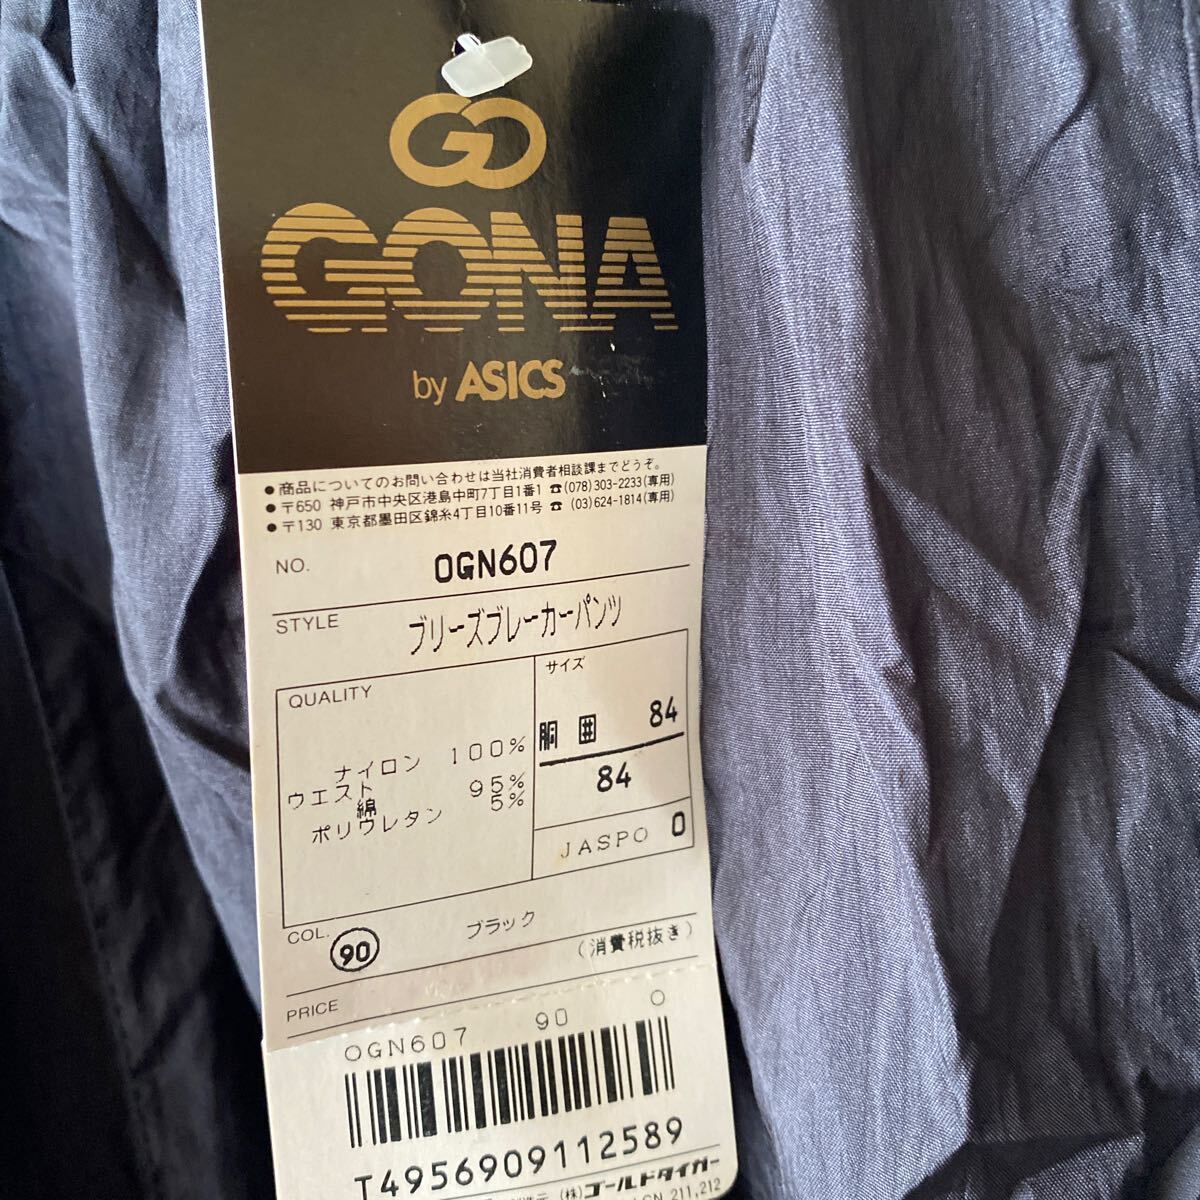 GO
GONA
by ASICS
●商品についてのお問い合わせは当社消費者相談課までどうぞ。
●〒650 神戸市中央区港島中町7丁目1番1 ☎(078)303-2233(専用)
●〒130 東京都墨田区錦糸4丁目10番11号 ☎(03)624-1814(専用)
NO. OGN607
STYLE ブリーズブレーカーパンツ
QUALITY
ナイロン 100%
ウエスト
綿 95%
ポリウレタン 5%
サイズ
胴囲 84
84
JASPO O
COL. 90 ブラック
(消費税抜き)
PRICE
OGN607 90 O
T4956909112589
(株)ゴールドタイガー
211,212